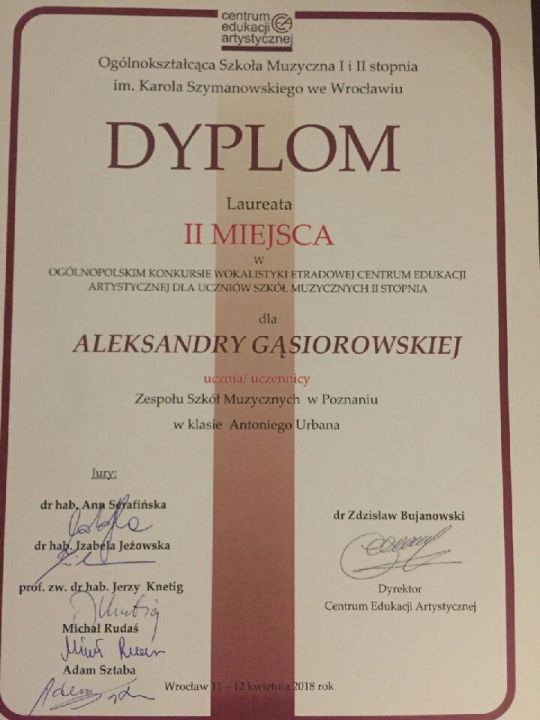 centrum
edukacji
artystycznej
Ogólnokształcąca Szkoła Muzyczna I i II stopnia
im. Karola Szymanowskiego we Wrocławiu
DYPLOM
Laureata
II MIEJSCA
w
OGÓLNOPOLSKIM KONKURSIE WOKALISTYKI ETRADOWEJ CENTRUM EDUKACJI
ARTYSTYCZNEJ DLA UCZNIÓW SZKÓŁ MUZYCZNYCH II STOPNIA
dla
ALEKSANDRY GĄSIOROWSKIEJ
ucznia/ uczennicy
Zespołu Szkół Muzycznych w Poznaniu
w klasie Antoniego Urbana
Jury:
dr hab. Ann Serafińska
dr hab. Izabela Jeżowska
prof. zw. dr hab. Jerzy Knetig
Michał Rudaś
Adam Sztaba
dr Zdzisław Bujanowski
Dyrektor
Centrum Edukacji Artystycznej
Wrocław 11 – 12 kwietnia 2018 rok